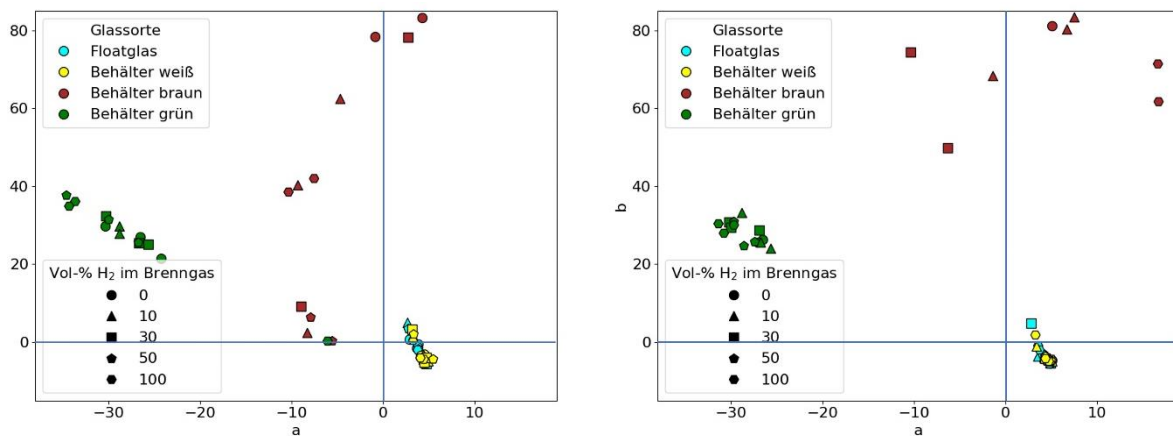 Glassorte
Floatglas
Behälter weiß
Behälter braun
Behälter grün
Vol-% H₂ im Brenngas
0
10
30
50
100
80
60
40
20
0
−30
−20
−10
0
10
a
Glassorte
Floatglas
Behälter weiß
Behälter braun
Behälter grün
Vol-% H₂ im Brenngas
0
10
30
50
100
b
80
60
40
20
0
−30
−20
−10
0
10
a